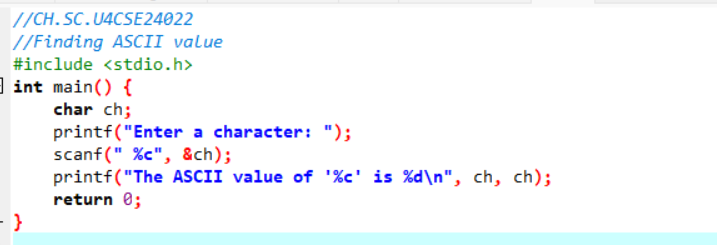 //CH.SC.U4CSE24022
//Finding ASCII value
#include <stdio.h>
int main() {
    char ch;
    printf("Enter a character: ");
    scanf(" %c", &ch);
    printf("The ASCII value of '%c' is %d\n", ch, ch);
    return 0;
}